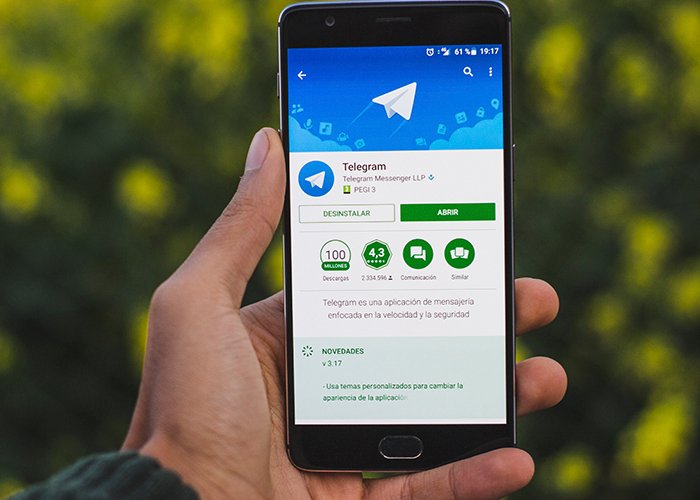 61 % 19:17
Telegram
Telegram Messenger LLP
3 PEGI 3
DESINSTALAR
ABRIR
100
MILLONES
4,3
Descargas
2.334.596
Comunicación
Similar
Telegram es una aplicación de mensajería
enfocada en la velocidad y la seguridad
NOVEDADES
v 3.17
- Usa temas personalizados para cambiar la
apariencia de la aplicación.